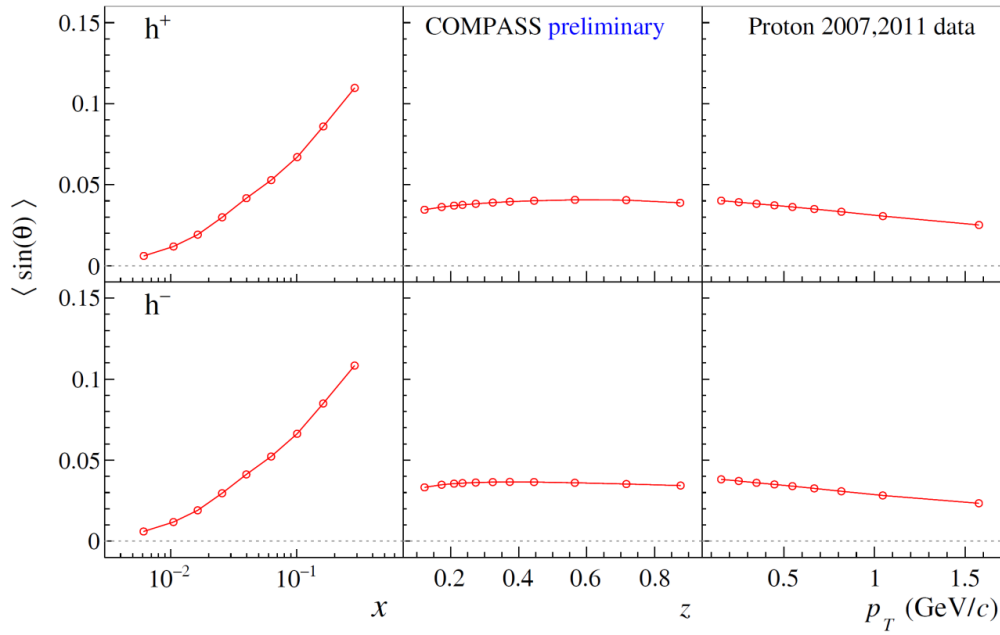 h⁺ COMPASS preliminary Proton 2007,2011 data
0.15
0.1
0.05
0
⟨ sin(θ) ⟩
h⁻
0.15
0.1
0.05
0
10⁻² 10⁻¹ 0.2 0.4 0.6 0.8 0.5 1 1.5
x z p_T (GeV/c)